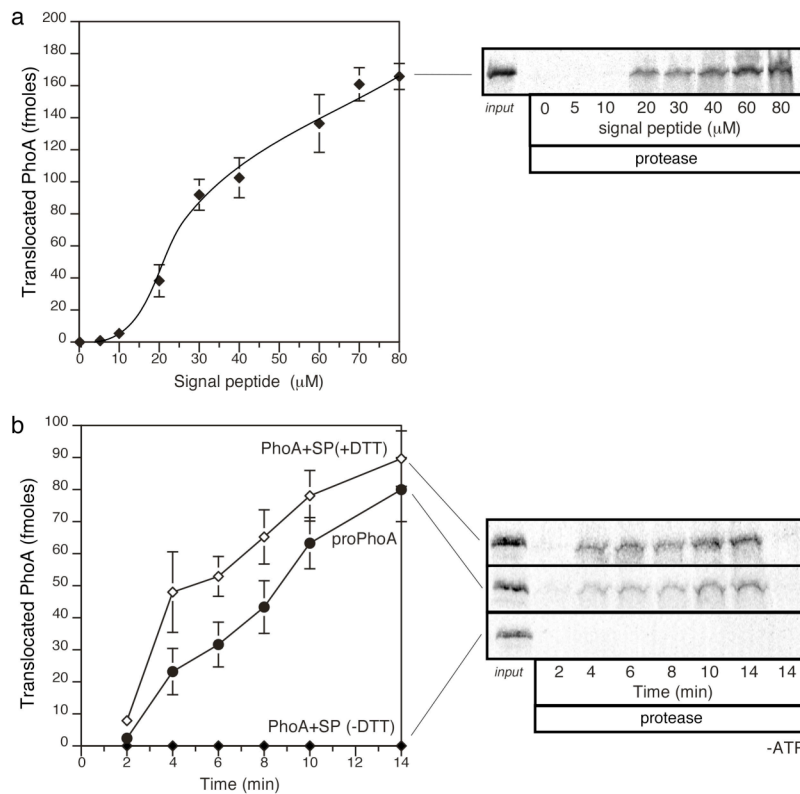 a
200
180
160
140
120
100
80
60
40
20
0
Translocated PhoA (fmoles)
0 10 20 30 40 50 60 70 80
Signal peptide (μM)
input 0 5 10 20 30 40 60 80
signal peptide (μM)
protease
b
100
90
80
70
60
50
40
30
20
10
0
Translocated PhoA (fmoles)
PhoA+SP(+DTT)
proPhoA
PhoA+SP (-DTT)
0 2 4 6 8 10 12 14
Time (min)
input 2 4 6 8 10 14 14
Time (min)
protease
-ATP